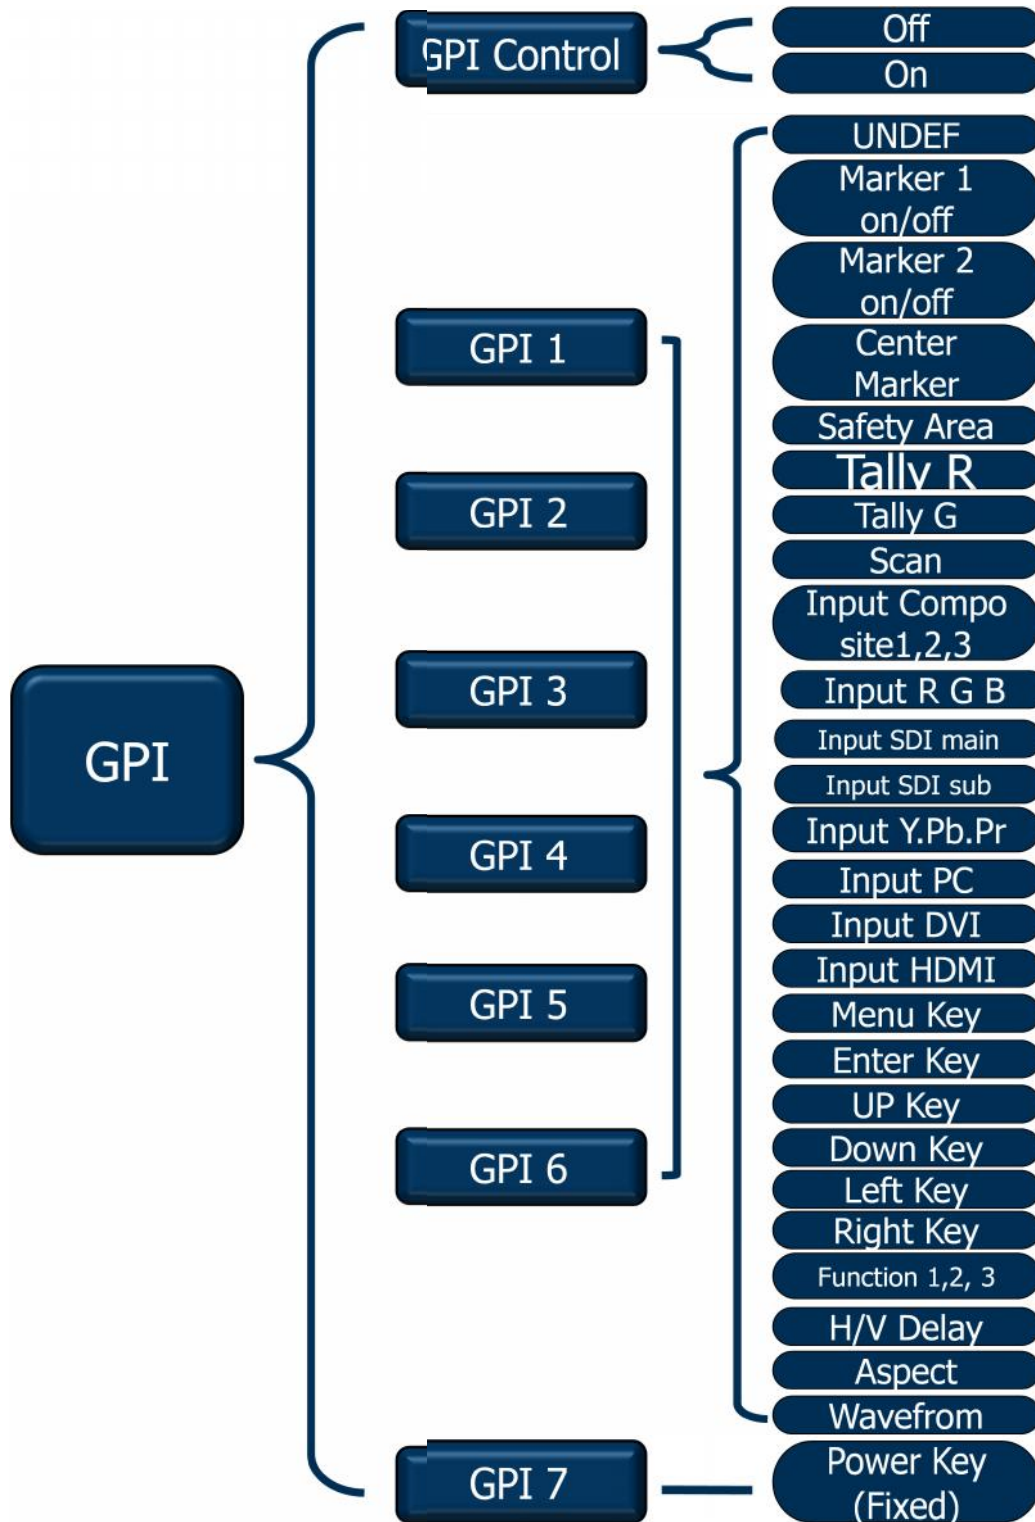 GPI
GPI Control
Off
On
GPI 1
GPI 2
GPI 3
GPI 4
GPI 5
GPI 6
UNDEF
Marker 1
on/off
Marker 2
on/off
Center
Marker
Safety Area
Tally R
Tally G
Scan
Input Compo
site1,2,3
Input R G B
Input SDI main
Input SDI sub
Input Y.Pb.Pr
Input PC
Input DVI
Input HDMI
Menu Key
Enter Key
UP Key
Down Key
Left Key
Right Key
Function 1,2, 3
H/V Delay
Aspect
Wavefrom
GPI 7
Power Key
(Fixed)